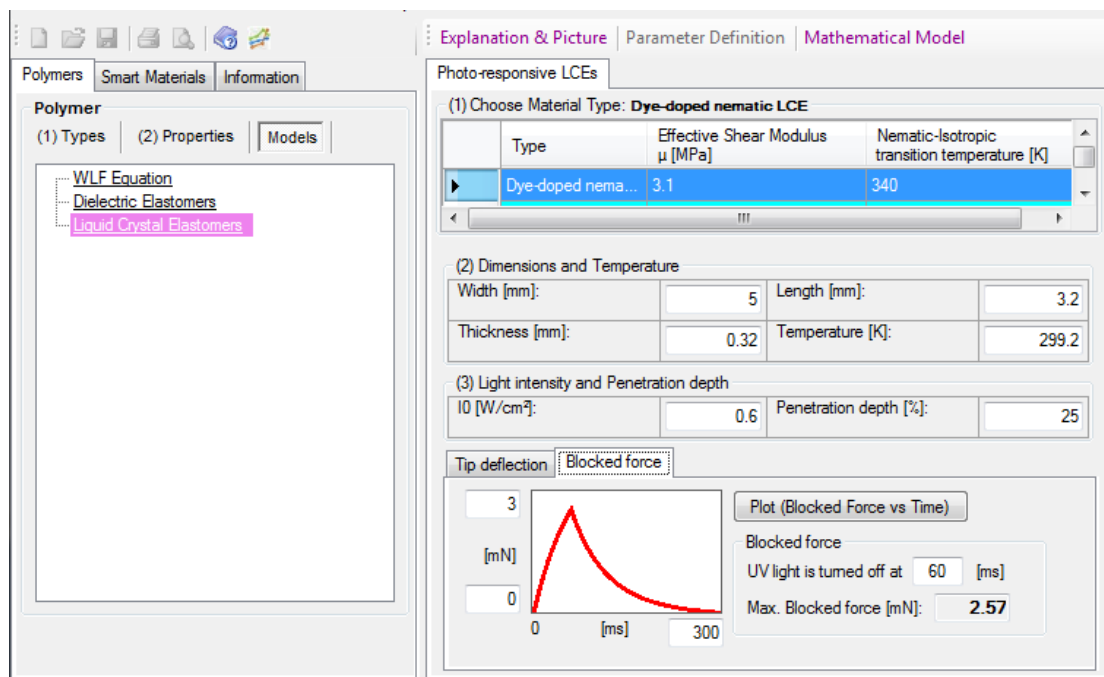 Explanation & Picture
Parameter Definition
Mathematical Model
Polymers
Smart Materials
Information
Polymer
(1) Types
(2) Properties
Models
WLF Equation
Dielectric Elastomers
Liquid Crystal Elastomers
Photo-responsive LCEs
(1) Choose Material Type: Dye-doped nematic LCE
Type
Effective Shear Modulus
µ [MPa]
Nematic-Isotropic
transition temperature [K]
Dye-doped nema...
3.1
340
(2) Dimensions and Temperature
Width [mm]:
5
Length [mm]:
3.2
Thickness [mm]:
0.32
Temperature [K]:
299.2
(3) Light intensity and Penetration depth
I0 [W/cm²]:
0.6
Penetration depth [%]:
25
Tip deflection
Blocked force
3
[mN]
0
0
[ms]
300
Plot (Blocked Force vs Time)
Blocked force
UV light is turned off at 60 [ms]
Max. Blocked force [mN]: 2.57